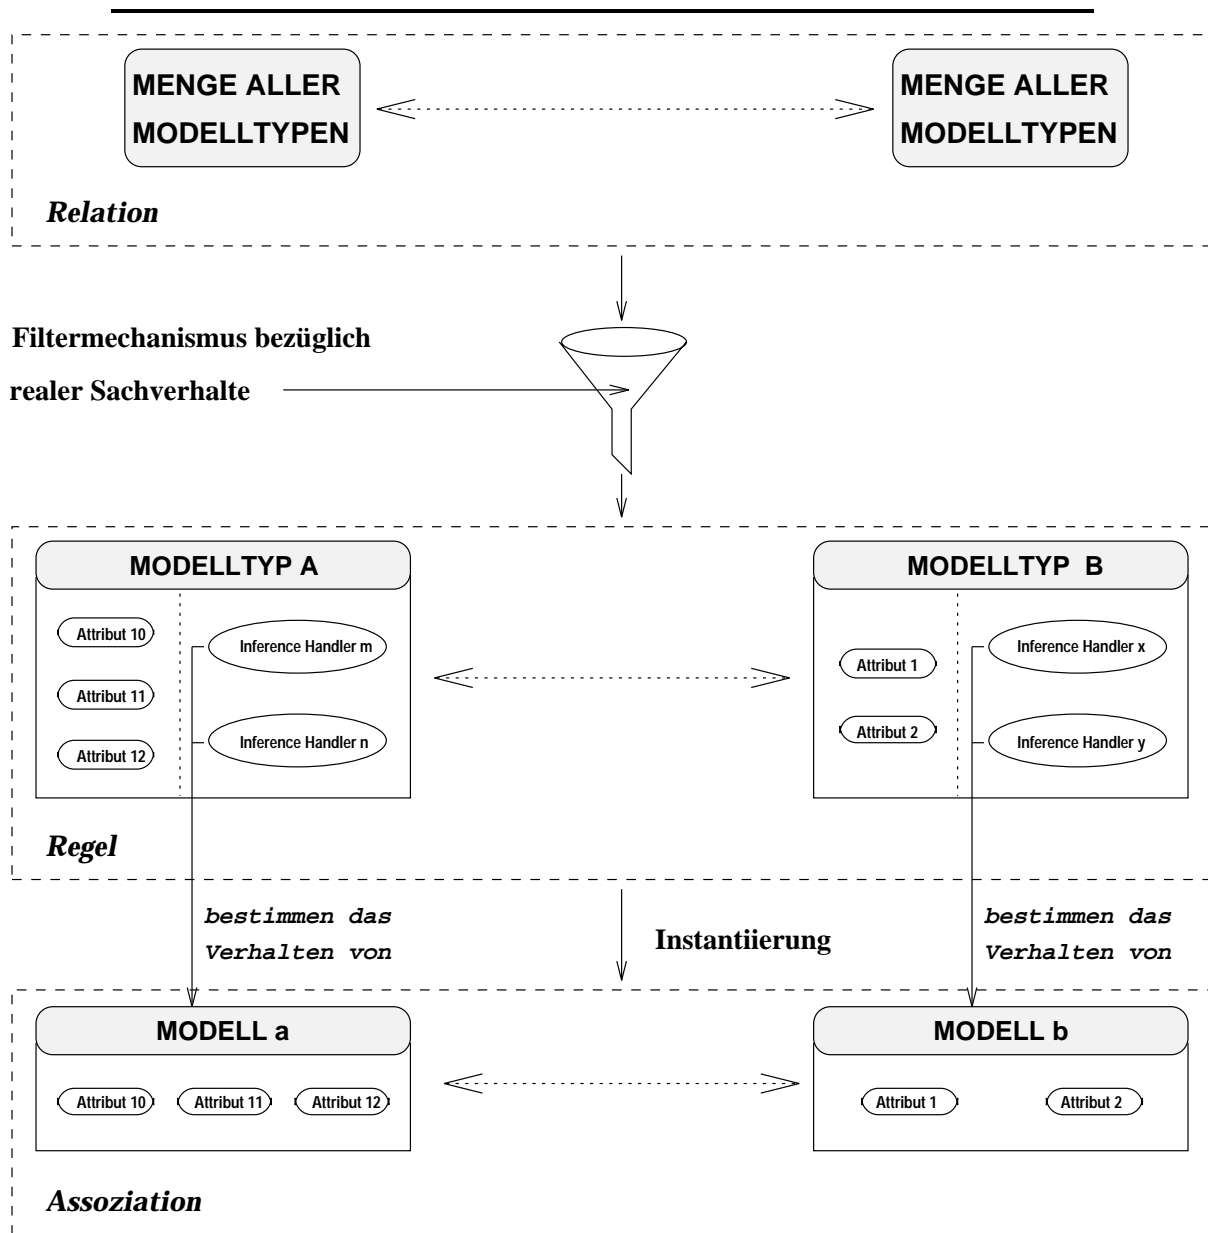 MENGE ALLER
MODELLTYPEN
MENGE ALLER
MODELLTYPEN
Relation
Filtermechanismus bezüglich
realer Sachverhalte
MODELLTYP A
Attribut 10
Attribut 11
Attribut 12
Inference Handler m
Inference Handler n
MODELLTYP B
Attribut 1
Attribut 2
Inference Handler x
Inference Handler y
Regel
bestimmen das
Verhalten von
Instantiierung
bestimmen das
Verhalten von
MODELL a
Attribut 10
Attribut 11
Attribut 12
MODELL b
Attribut 1
Attribut 2
Assoziation